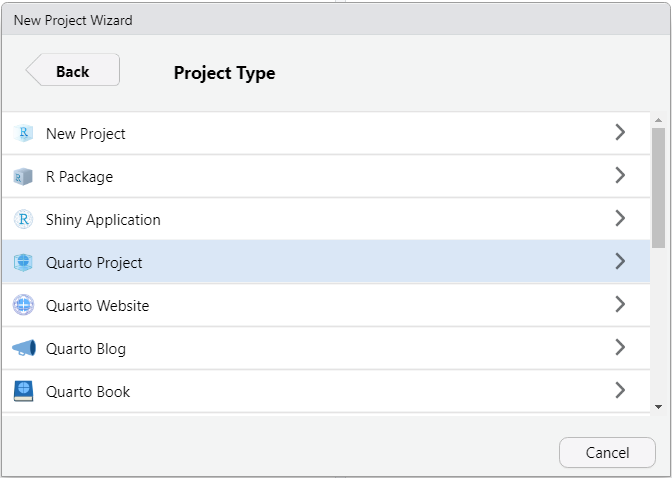 New Project Wizard
Back
Project Type
R New Project
R R Package
R Shiny Application
Quarto Project
Quarto Website
Quarto Blog
Quarto Book
Cancel